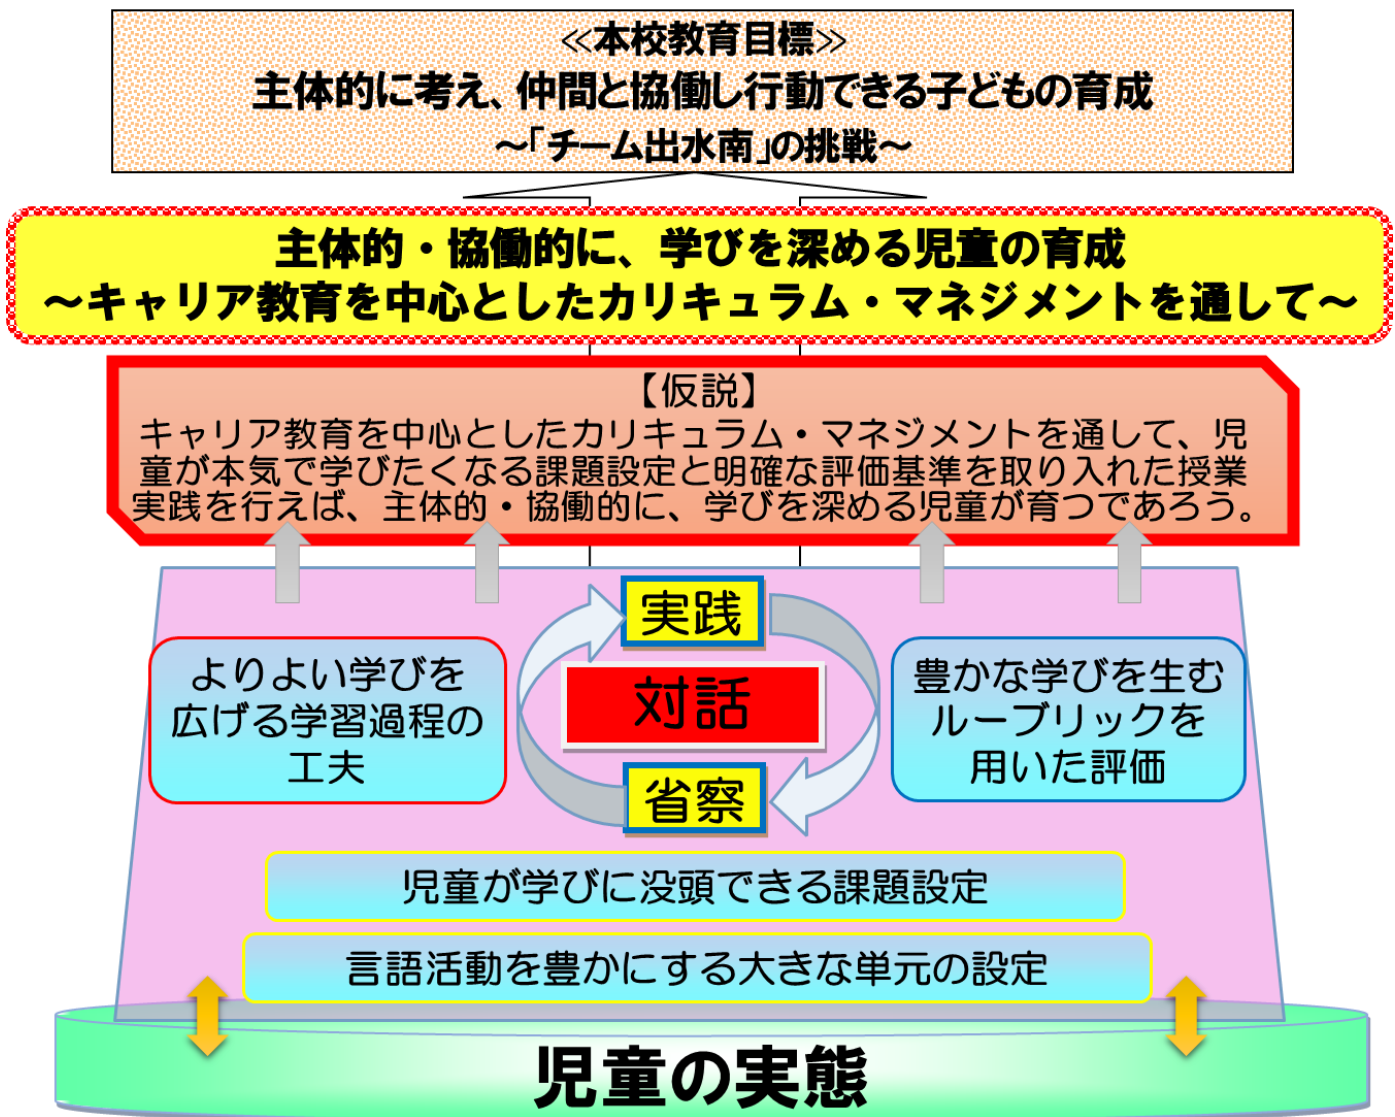 ≪本校教育目標≫
主体的に考え、仲間と協働し行動できる子どもの育成
～「チーム出水南」の挑戦～
主体的・協働的に、学びを深める児童の育成
～キャリア教育を中心としたカリキュラム・マネジメントを通して～
【仮説】
キャリア教育を中心としたカリキュラム・マネジメントを通して、児
童が本気で学びたくなる課題設定と明確な評価基準を取り入れた授業
実践を行えば、主体的・協働的に、学びを深める児童が育つであろう。
よりよい学びを
広げる学習過程の
工夫
実践
対話
省察
豊かな学びを生む
ルーブリックを
用いた評価
児童が学びに没頭できる課題設定
言語活動を豊かにする大きな単元の設定
児童の実態